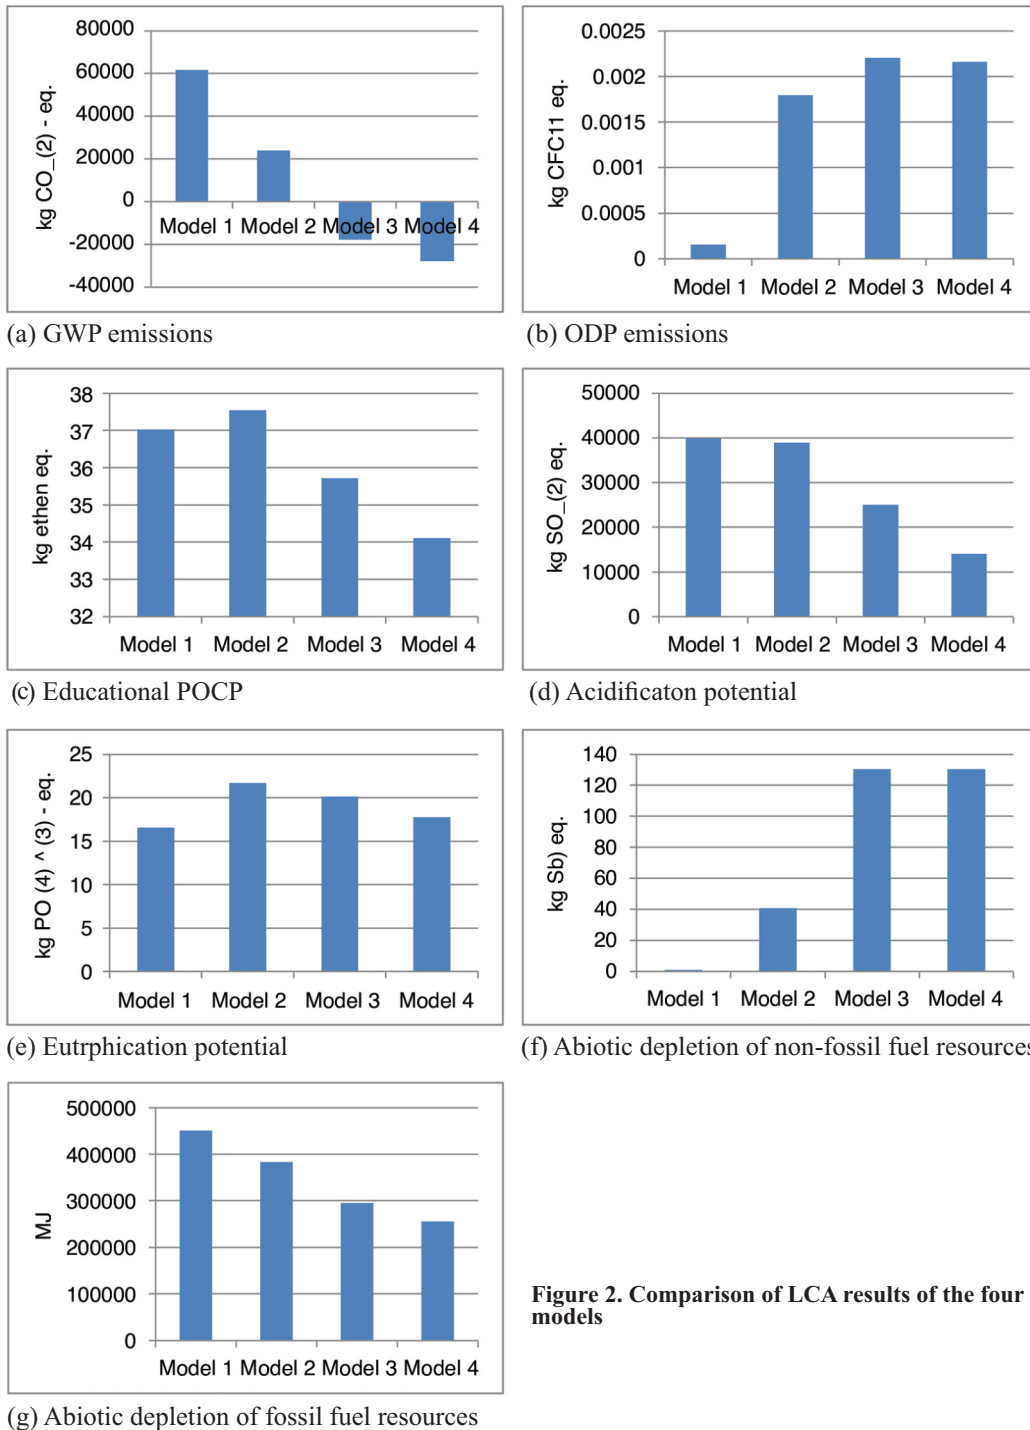 80000
60000
40000
20000
0
-20000
-40000
kg CO_(2) - eq.
Model 1 Model 2 Model 3 Model 4
(a) GWP emissions
0.0025
0.002
0.0015
0.001
0.0005
0
kg CFC11 eq.
Model 1 Model 2 Model 3 Model 4
(b) ODP emissions
38
37
36
35
34
33
32
kg ethen eq.
Model 1 Model 2 Model 3 Model 4
(c) Educational POCP
50000
40000
30000
20000
10000
0
kg SO_(2) eq.
Model 1 Model 2 Model 3 Model 4
(d) Acidificaton potential
25
20
15
10
5
0
kg PO (4) ^ (3) - eq.
Model 1 Model 2 Model 3 Model 4
(e) Eutrphication potential
140
120
100
80
60
40
20
0
kg Sb) eq.
Model 1 Model 2 Model 3 Model 4
(f) Abiotic depletion of non-fossil fuel resources
500000
400000
300000
200000
100000
0
MJ
Model 1 Model 2 Model 3 Model 4
(g) Abiotic depletion of fossil fuel resources
Figure 2. Comparison of LCA results of the four
models